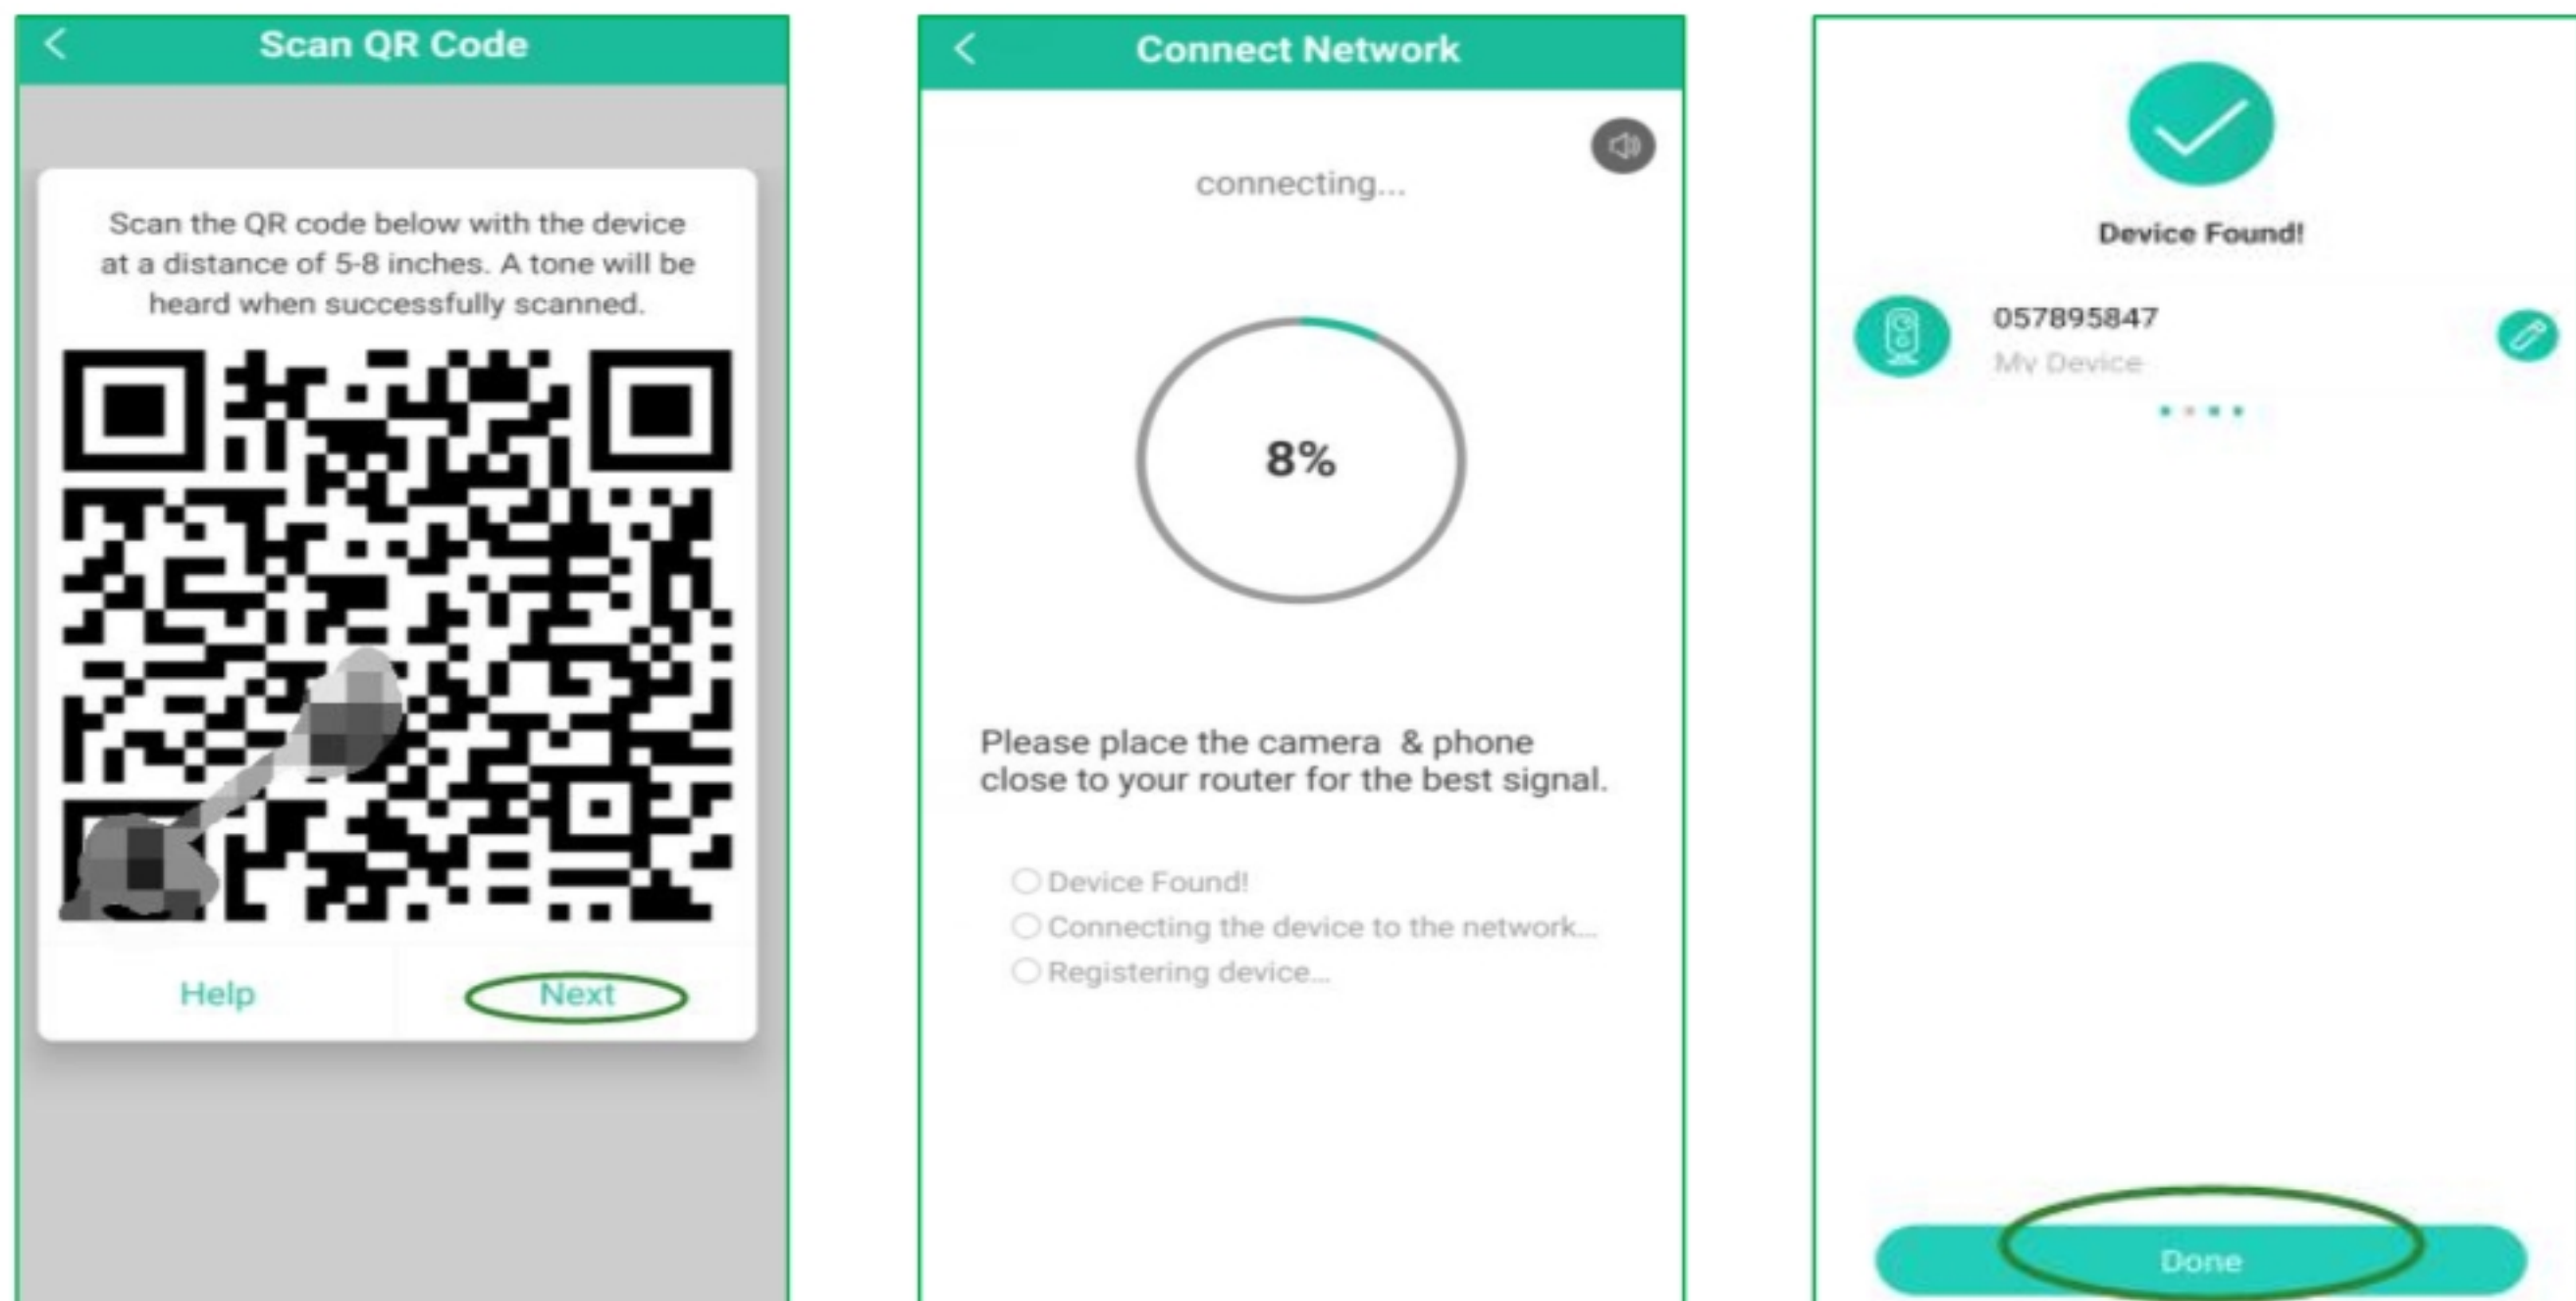 Scan QR Code
Scan the QR code below with the device
at a distance of 5-8 inches. A tone will be
heard when successfully scanned.
Help
Next
Connect Network
connecting...
8%
Please place the camera & phone
close to your router for the best signal.
Device Found!
Connecting the device to the network...
Registering device...
Device Found!
057895847
My Device
Done